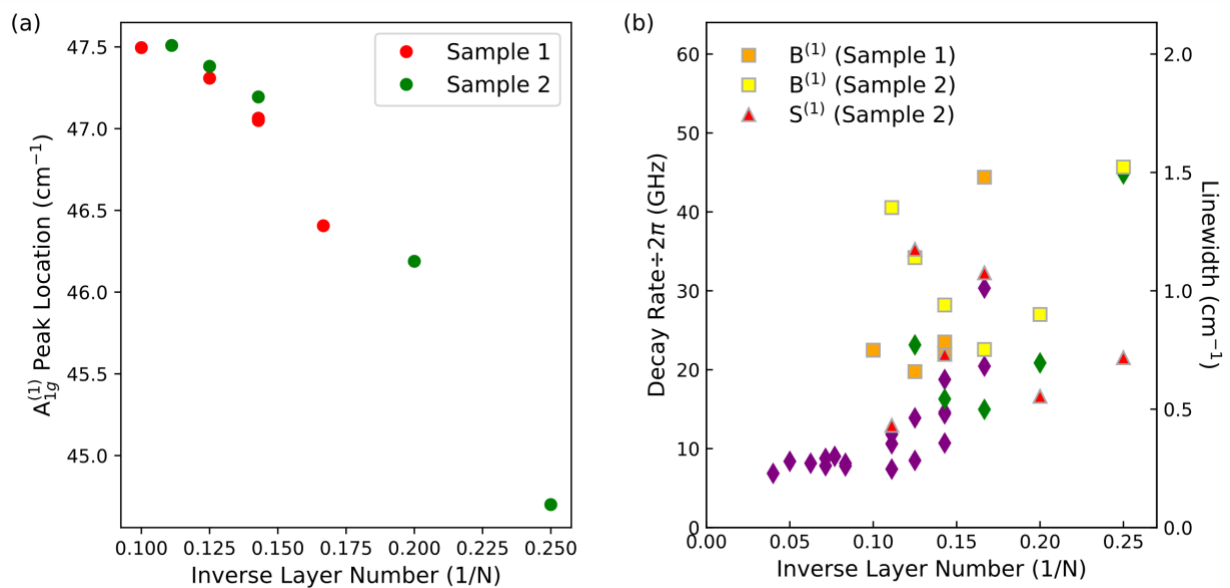 (a)
47.5
47.0
46.5
46.0
45.5
45.0
A₁g⁽¹⁾ Peak Location (cm⁻¹)
Sample 1
Sample 2
0.100 0.125 0.150 0.175 0.200 0.225 0.250
Inverse Layer Number (1/N)
(b)
60
50
40
30
20
10
0
Decay Rate÷2π (GHz)
B⁽¹⁾ (Sample 1)
B⁽¹⁾ (Sample 2)
S⁽¹⁾ (Sample 2)
2.0
1.5
1.0
0.5
0.0
Linewidth (cm⁻¹)
0.00 0.05 0.10 0.15 0.20 0.25
Inverse Layer Number (1/N)